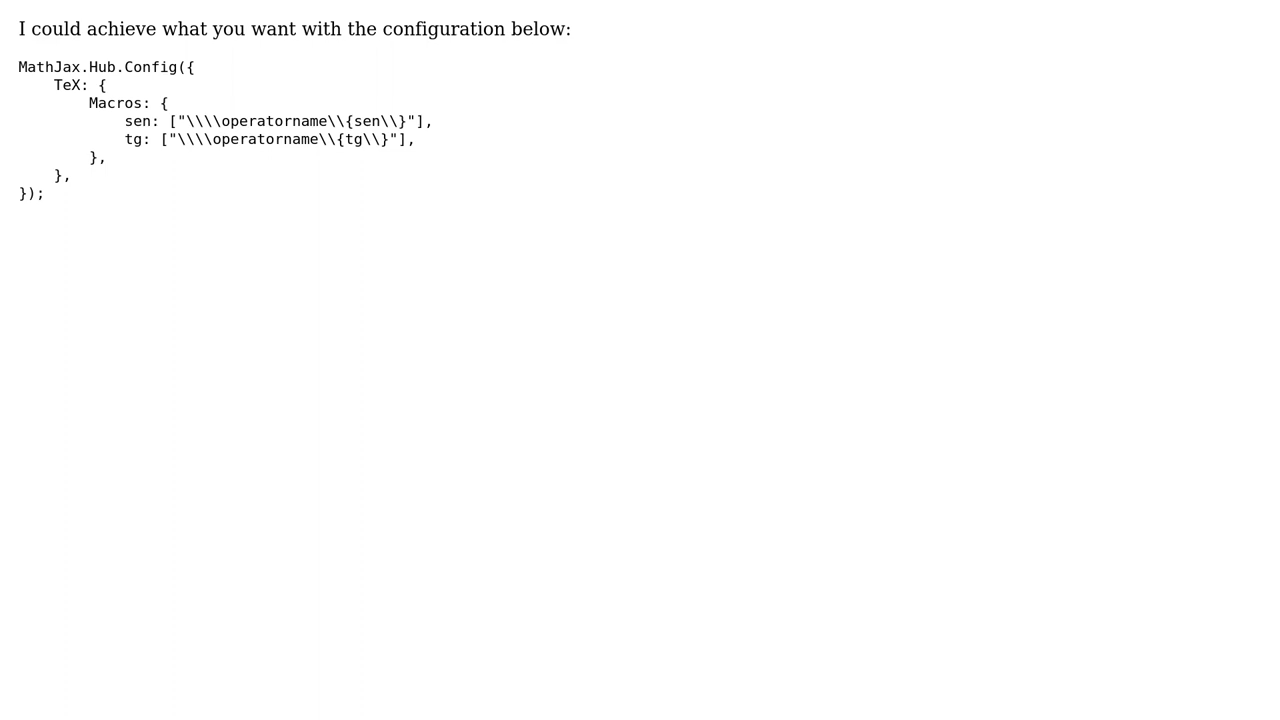 I could achieve what you want with the configuration below:
MathJax.Hub.Config({
    TeX: {
        Macros: {
            sen: ["\\\\operatorname\\{sen\\}"],
            tg: ["\\\\operatorname\\{tg\\}"],
        },
    },
});